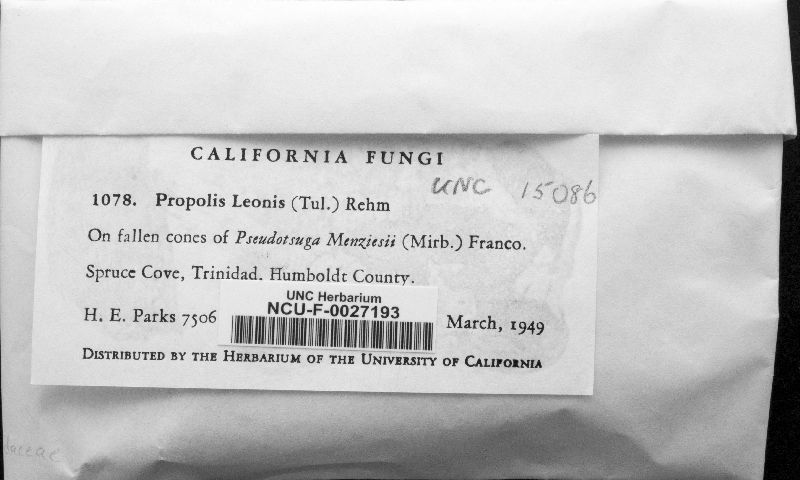 CALIFORNIA FUNGI
UNC 15086
1078. Propolis Leonis (Tul.) Rehm
On fallen cones of Pseudotsuga Menziesii (Mirb.) Franco.
Spruce Cove, Trinidad. Humboldt County.
UNC Herbarium
NCU-F-0027193
H. E. Parks 7506
March, 1949
DISTRIBUTED BY THE HERBARIUM OF THE UNIVERSITY OF CALIFORNIA